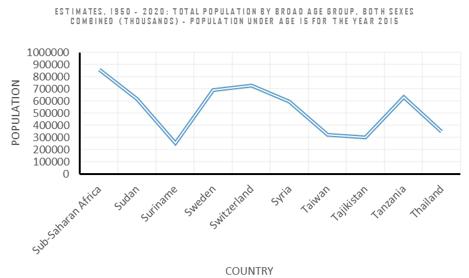 ESTIMATES, 1950 - 2020: TOTAL POPULATION BY BROAD AGE GROUP, BOTH SEXES
COMBINED (THOUSANDS) - POPULATION UNDER AGE 15 FOR THE YEAR 2015
POPULATION
1000000
900000
800000
700000
600000
500000
400000
300000
200000
100000
0
Sub-Saharan Africa
Sudan
Suriname
Sweden
Switzerland
Syria
Taiwan
Tajikistan
Tanzania
Thailand
COUNTRY